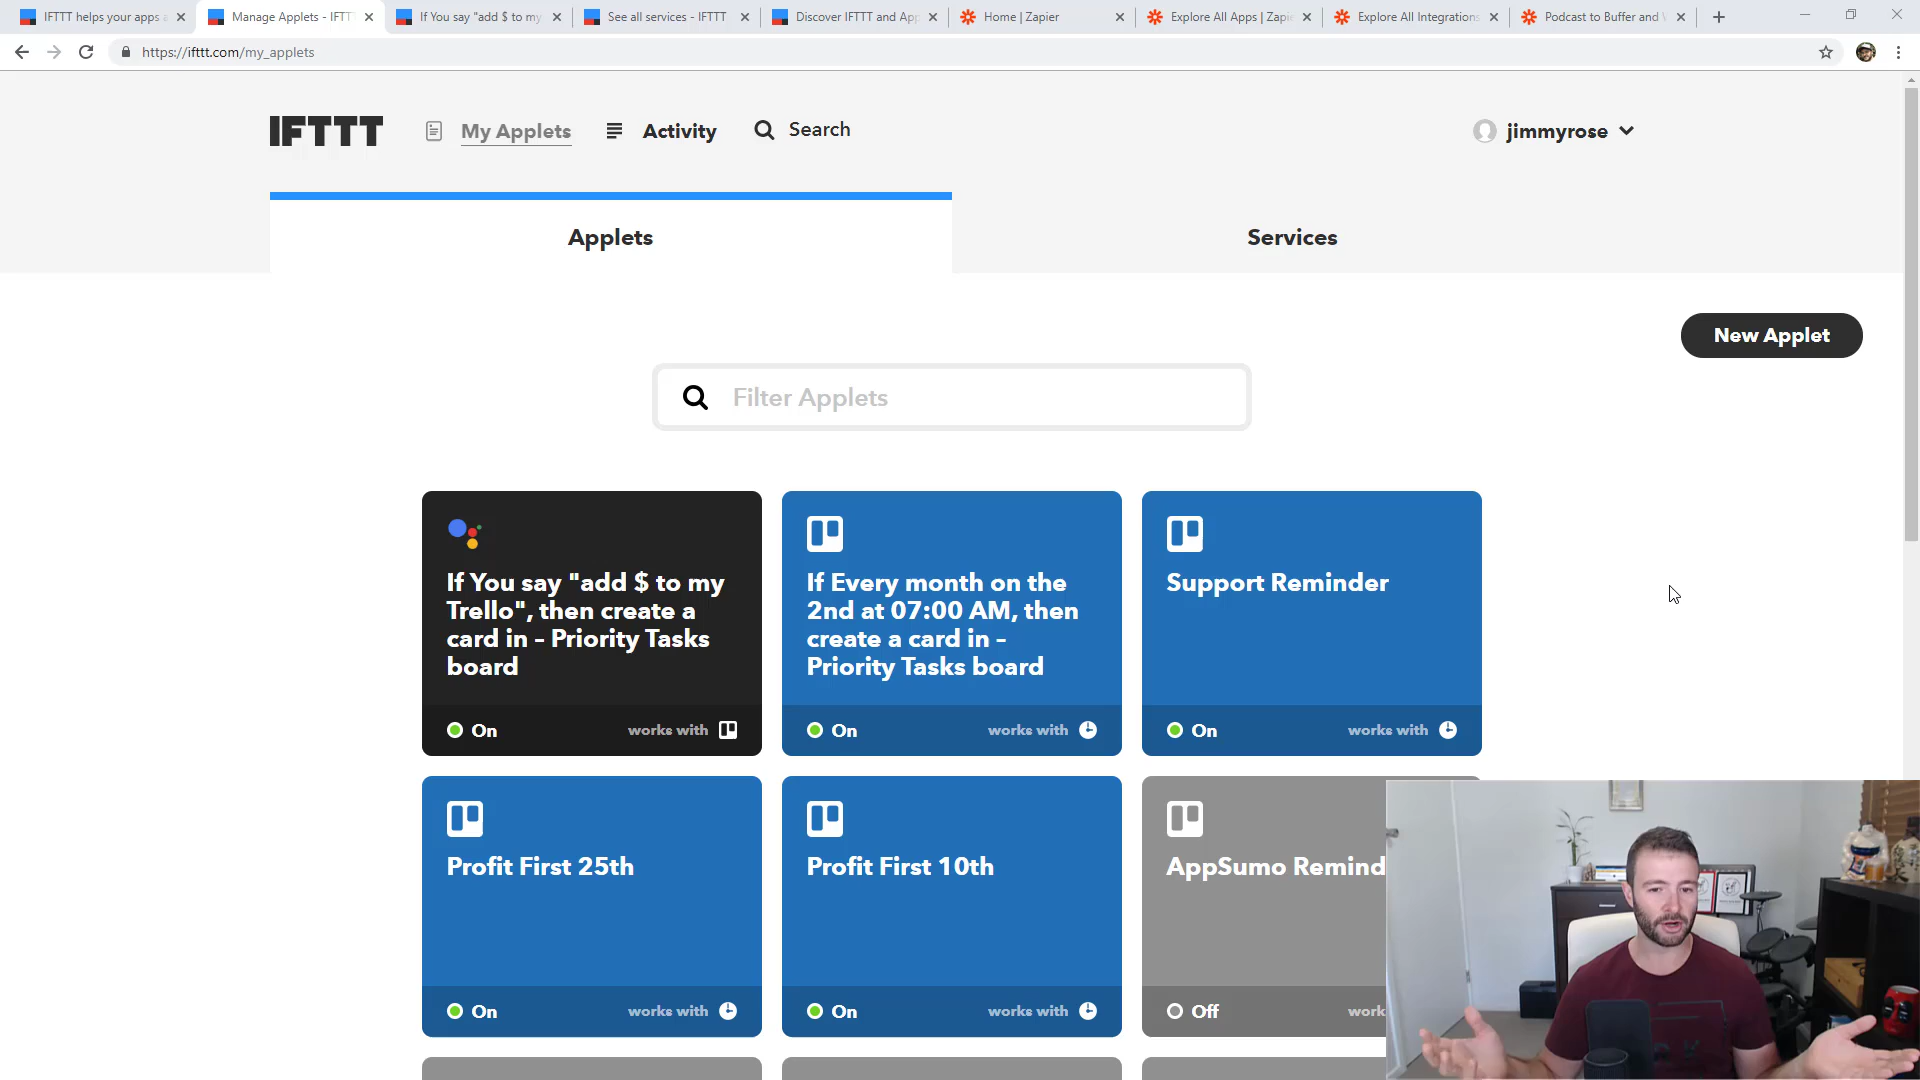 IFTTT helps your apps a
Manage Applets - IFTT
If You say "add $ to my
See all services - IFTTT
Discover IFTTT and App
Home | Zapier
Explore All Apps | Zapie
Explore All Integrations
Podcast to Buffer and
https://ifttt.com/my_applets
IFTTT
My Applets
Activity
Search
jimmyrose
Applets
Services
New Applet
Filter Applets
If You say "add $ to my
Trello", then create a
card in – Priority Tasks
board
On
works with
If Every month on the
2nd at 07:00 AM, then
create a card in –
Priority Tasks board
On
works with
Support Reminder
On
works with
Profit First 25th
On
works with
Profit First 10th
On
works with
AppSumo Remind
Off
work